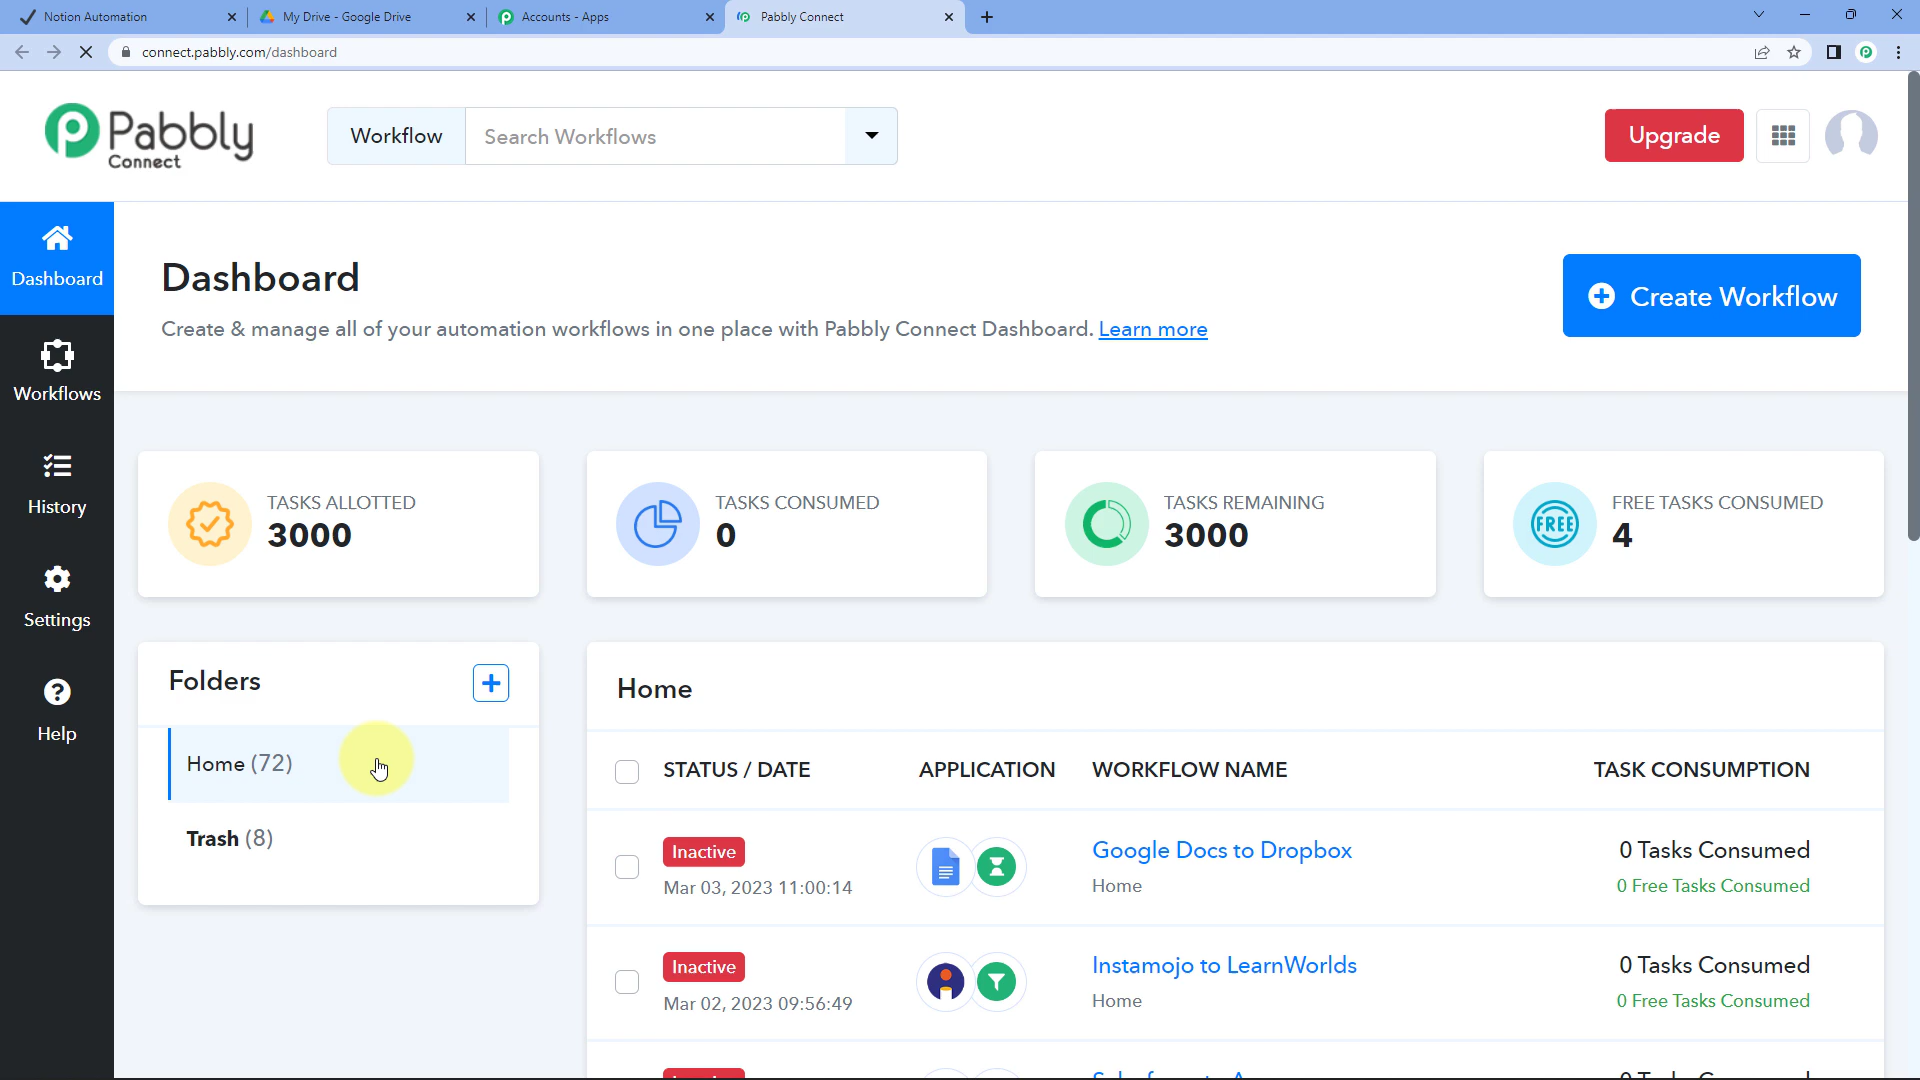 Notion Automation
My Drive - Google Drive
Accounts - Apps
Pabbly Connect
connect.pabbly.com/dashboard
Pabbly
Connect
Workflow
Search Workflows
Upgrade
Dashboard
Workflows
History
Settings
Help
Dashboard
Create & manage all of your automation workflows in one place with Pabbly Connect Dashboard. Learn more
Create Workflow
TASKS ALLOTTED
3000
TASKS CONSUMED
0
TASKS REMAINING
3000
FREE
FREE TASKS CONSUMED
4
Folders
Home (72)
Trash (8)
Home
STATUS / DATE APPLICATION WORKFLOW NAME TASK CONSUMPTION
Inactive
Mar 03, 2023 11:00:14
Google Docs to Dropbox
Home
0 Tasks Consumed
0 Free Tasks Consumed
Inactive
Mar 02, 2023 09:56:49
Instamojo to LearnWorlds
Home
0 Tasks Consumed
0 Free Tasks Consumed